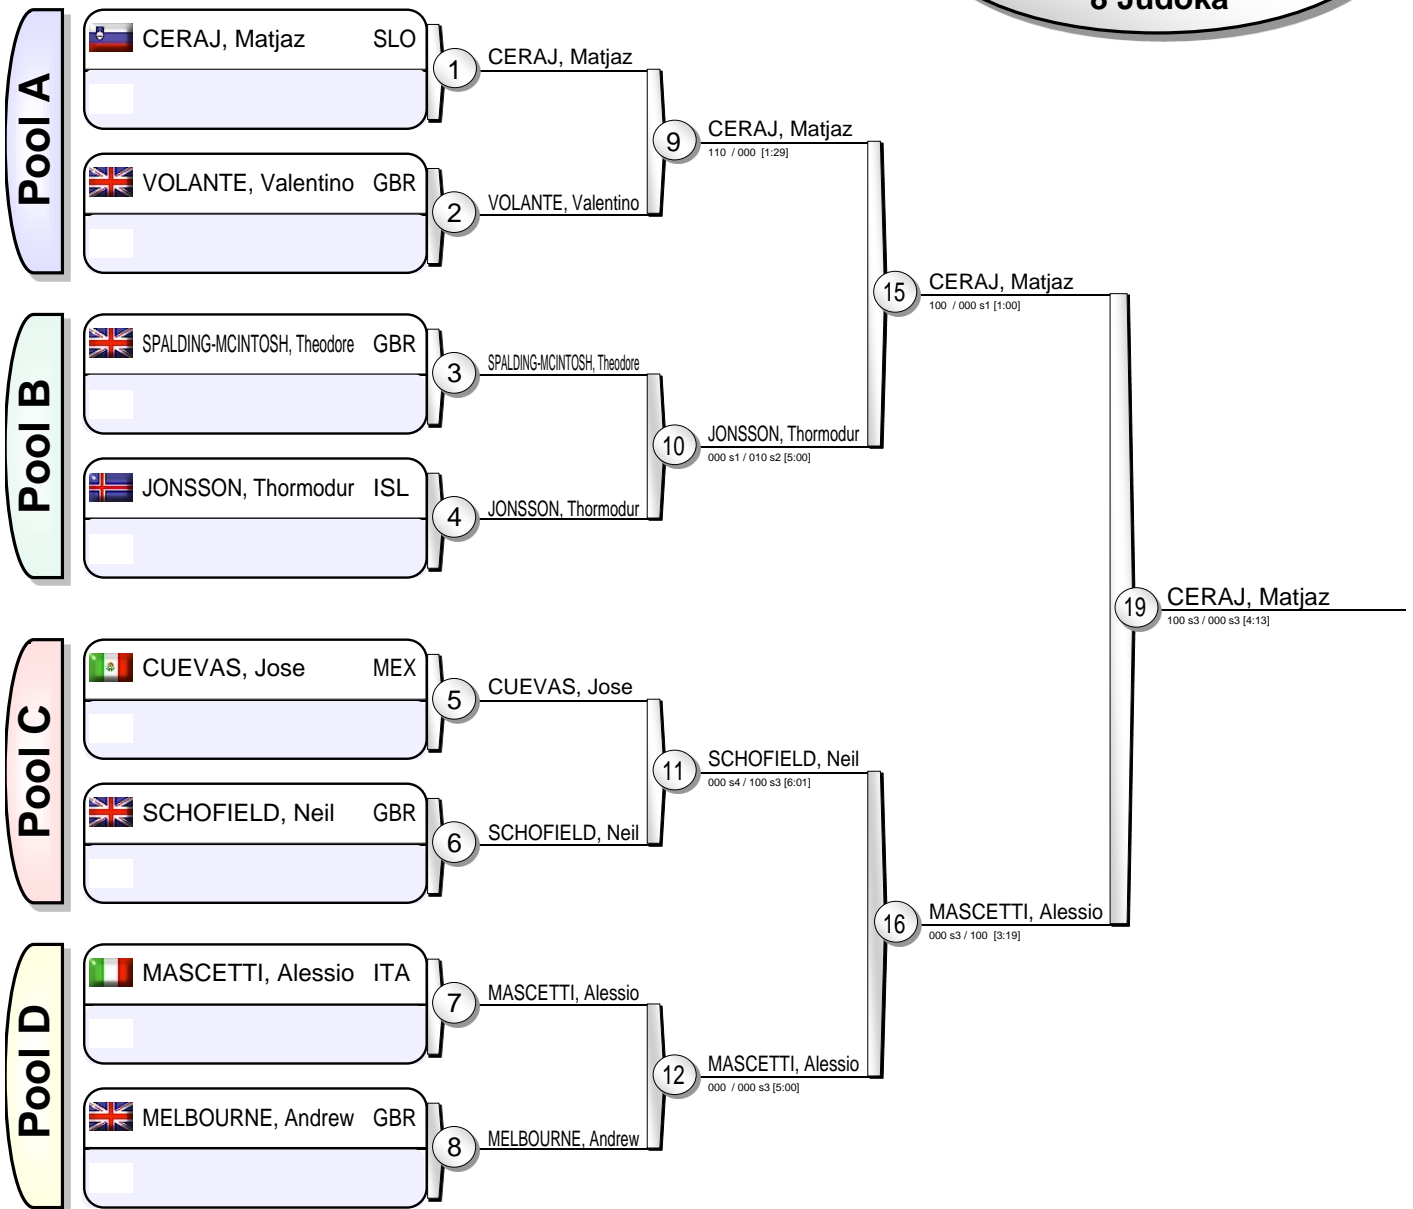 8 Judoka
Pool A
CERAJ, Matjaz SLO
1
CERAJ, Matjaz
VOLANTE, Valentino GBR
2
VOLANTE, Valentino
9
CERAJ, Matjaz
110 / 000 [1:29]
Pool B
SPALDING-MCINTOSH, Theodore GBR
3
SPALDING-MCINTOSH, Theodore
JONSSON, Thormodur ISL
4
JONSSON, Thormodur
10
JONSSON, Thormodur
000 s1 / 010 s2 [5:00]
15
CERAJ, Matjaz
100 / 000 s1 [1:00]
Pool C
CUEVAS, Jose MEX
5
CUEVAS, Jose
SCHOFIELD, Neil GBR
6
SCHOFIELD, Neil
11
SCHOFIELD, Neil
000 s4 / 100 s3 [6:01]
Pool D
MASCETTI, Alessio ITA
7
MASCETTI, Alessio
MELBOURNE, Andrew GBR
8
MELBOURNE, Andrew
12
MASCETTI, Alessio
000 / 000 s3 [5:00]
16
MASCETTI, Alessio
000 s3 / 100 [3:19]
19
CERAJ, Matjaz
100 s3 / 000 s3 [4:13]